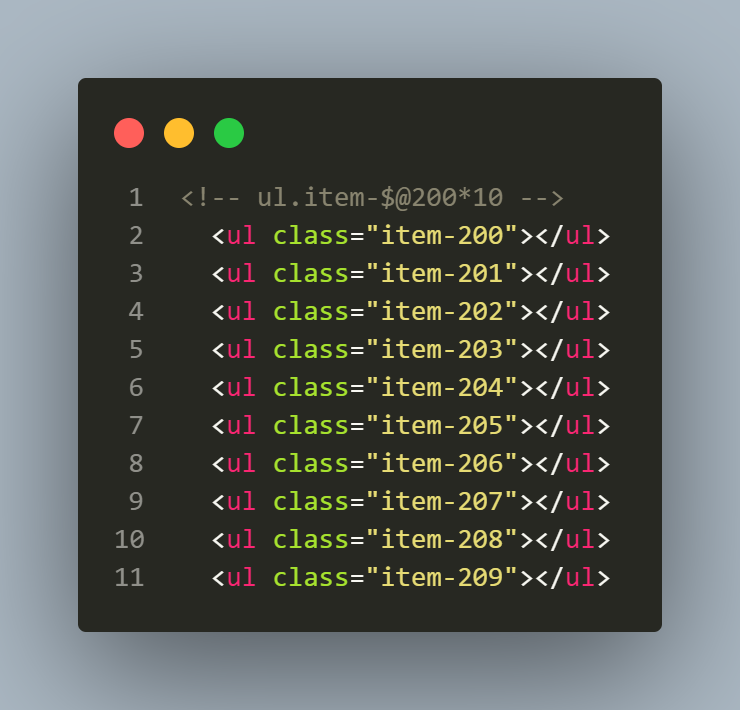 1 <!-- ul.item-$@200*10 -->
2 <ul class="item-200"></ul>
3 <ul class="item-201"></ul>
4 <ul class="item-202"></ul>
5 <ul class="item-203"></ul>
6 <ul class="item-204"></ul>
7 <ul class="item-205"></ul>
8 <ul class="item-206"></ul>
9 <ul class="item-207"></ul>
10 <ul class="item-208"></ul>
11 <ul class="item-209"></ul>